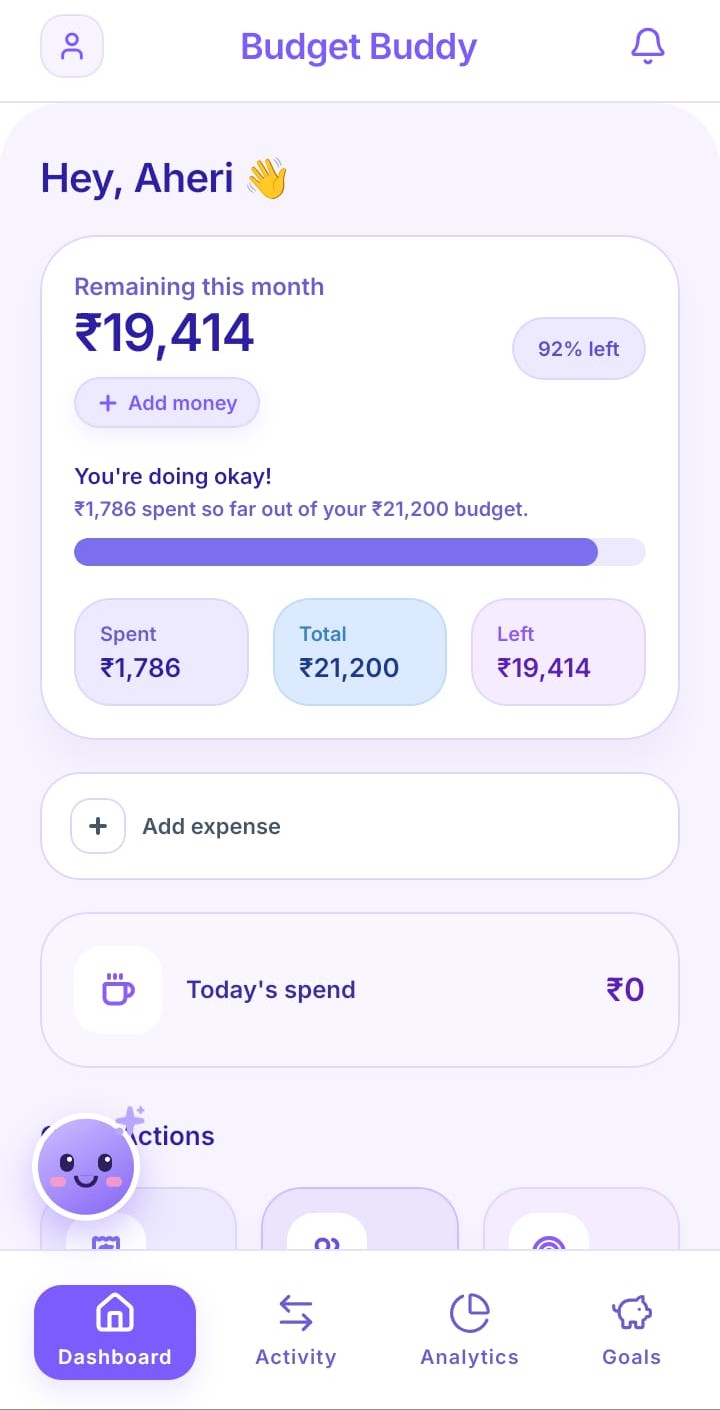 Budget Buddy
Hey, Aheri 👋
Remaining this month
₹19,414
92% left
+ Add money
You're doing okay!
₹1,786 spent so far out of your ₹21,200 budget.
Spent
₹1,786
Total
₹21,200
Left
₹19,414
+ Add expense
Today's spend
₹0
Dashboard
Activity
Analytics
Goals